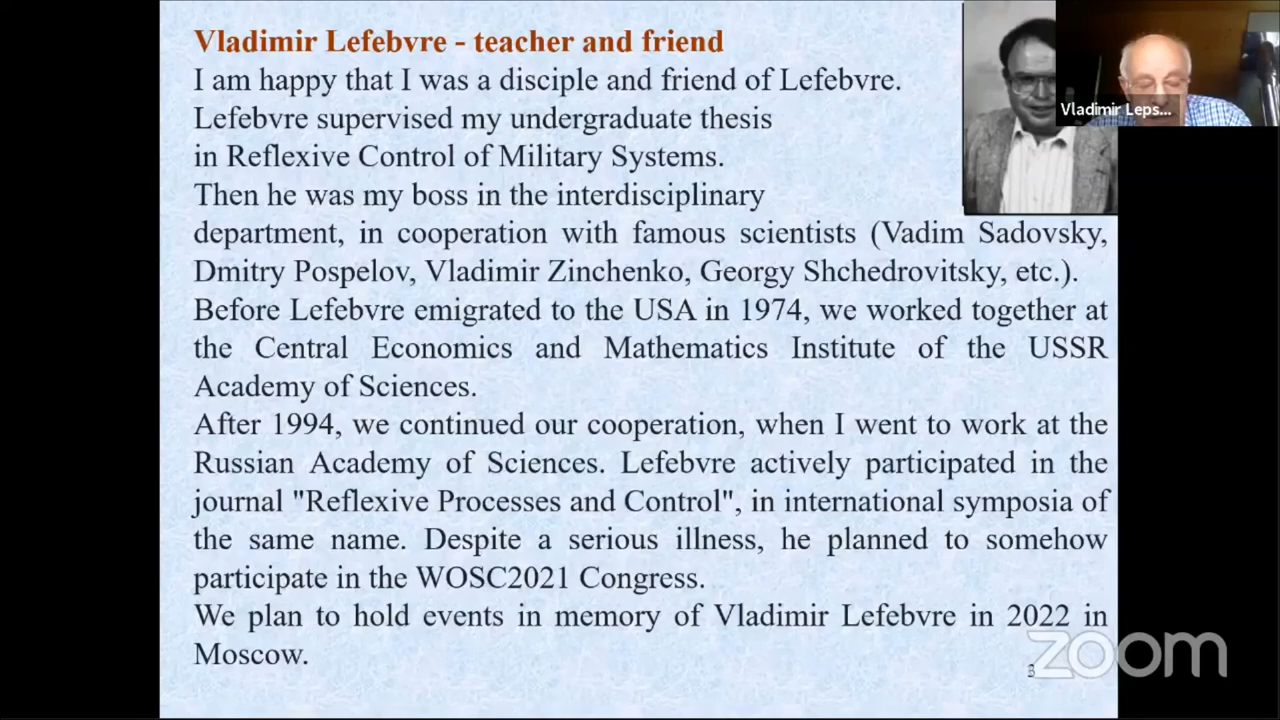 Vladimir Lefebvre - teacher and friend
I am happy that I was a disciple and friend of Lefebvre.
Lefebvre supervised my undergraduate thesis
in Reflexive Control of Military Systems.
Then he was my boss in the interdisciplinary
department, in cooperation with famous scientists (Vadim Sadovsky,
Dmitry Pospelov, Vladimir Zinchenko, Georgy Shchedrovitsky, etc.).
Before Lefebvre emigrated to the USA in 1974, we worked together at
the Central Economics and Mathematics Institute of the USSR
Academy of Sciences.
After 1994, we continued our cooperation, when I went to work at the
Russian Academy of Sciences. Lefebvre actively participated in the
journal "Reflexive Processes and Control", in international symposia of
the same name. Despite a serious illness, he planned to somehow
participate in the WOSC2021 Congress.
We plan to hold events in memory of Vladimir Lefebvre in 2022 in
Moscow.
Vladimir Leps...
3
zoom